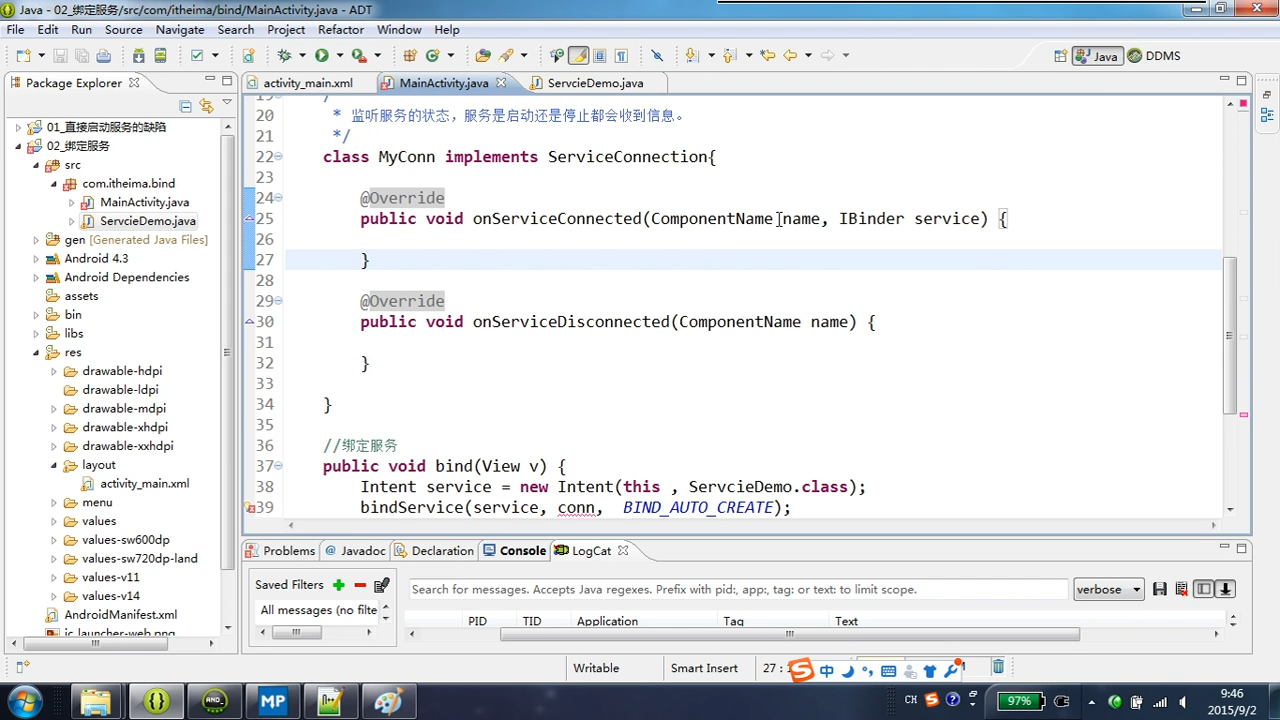 Java - 02_绑定服务/src/com/itheima/bind/MainActivity.java - ADT
File Edit Run Source Navigate Search Project Refactor Window Help
Java DDMS
Package Explorer
activity_main.xml MainActivity.java ServcieDemo.java
01_直接启动服务的缺陷
02_绑定服务
src
com.itheima.bind
MainActivity.java
ServcieDemo.java
gen [Generated Java Files]
Android 4.3
Android Dependencies
assets
bin
libs
res
drawable-hdpi
drawable-ldpi
drawable-mdpi
drawable-xhdpi
drawable-xxhdpi
layout
activity_main.xml
menu
values
values-sw600dp
values-sw720dp-land
values-v11
values-v14
AndroidManifest.xml
ic_launcher-web.png
20 * 监听服务的状态，服务是启动还是停止都会收到信息。
21 */
22 class MyConn implements ServiceConnection{
23
24 @Override
25 public void onServiceConnected(ComponentName name, IBinder service) {
26
27 }
28
29 @Override
30 public void onServiceDisconnected(ComponentName name) {
31
32 }
33
34 }
35
36 //绑定服务
37 public void bind(View v) {
38 Intent service = new Intent(this , ServcieDemo.class);
39 bindService(service, conn, BIND_AUTO_CREATE);
Problems @ Javadoc Declaration Console LogCat
Saved Filters
All messages (no filte
Search for messages. Accepts Java regexes. Prefix with pid:, app:, tag: or text: to limit scope.
verbose
PID TID Application Tag Text
Writable Smart Insert 27 :
中
CH
97%
9:46
2015/9/2